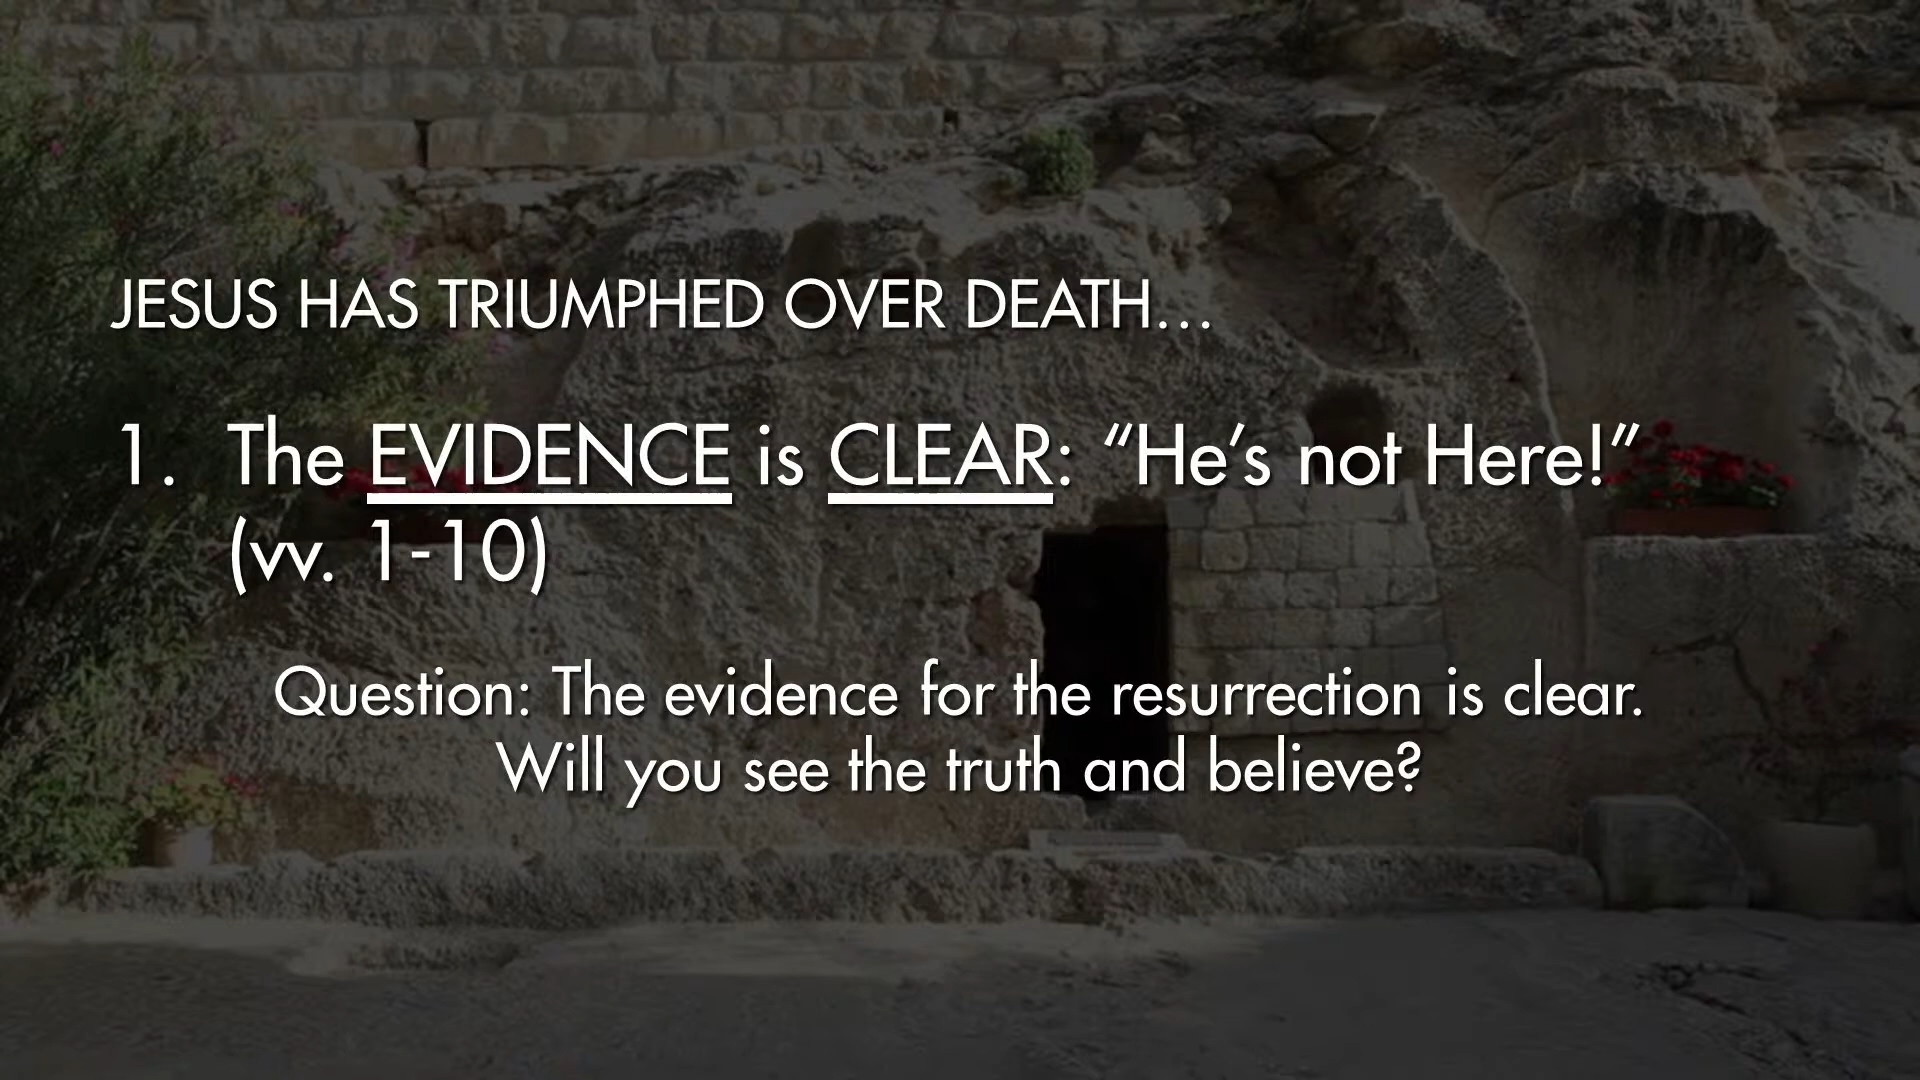 JESUS HAS TRIUMPHED OVER DEATH…
1. The EVIDENCE is CLEAR: “He’s not Here!”
(vv. 1-10)
Question: The evidence for the resurrection is clear.
Will you see the truth and believe?